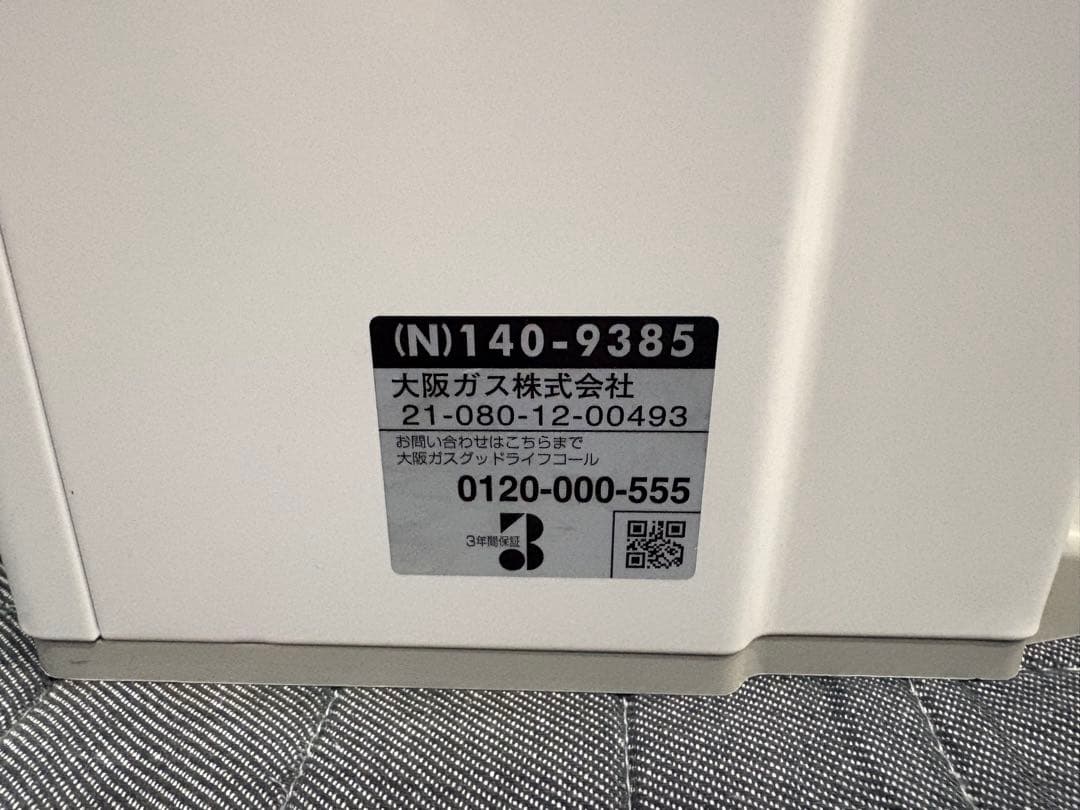 (N)140-9385
大阪ガス株式会社
21-080-12-00493
お問い合わせはこちらまで
大阪ガスグッドライフコール
0120-000-555
3年間保証
3